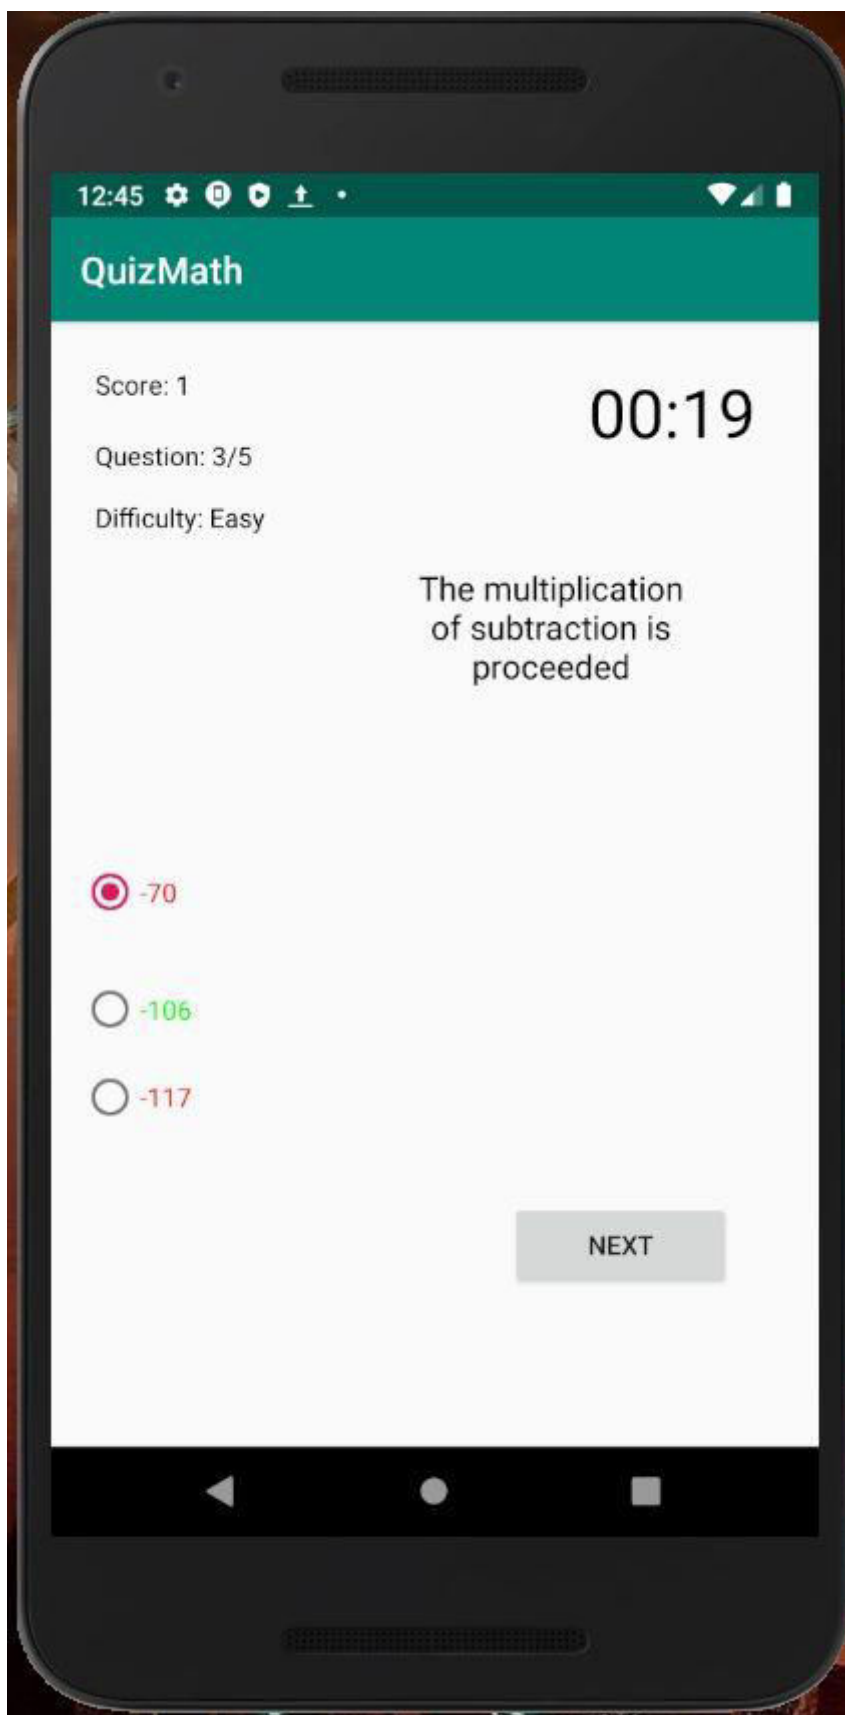 12:45
QuizMath
Score: 1
00:19
Question: 3/5
Difficulty: Easy
The multiplication
of subtraction is
proceeded
-70
-106
-117
NEXT